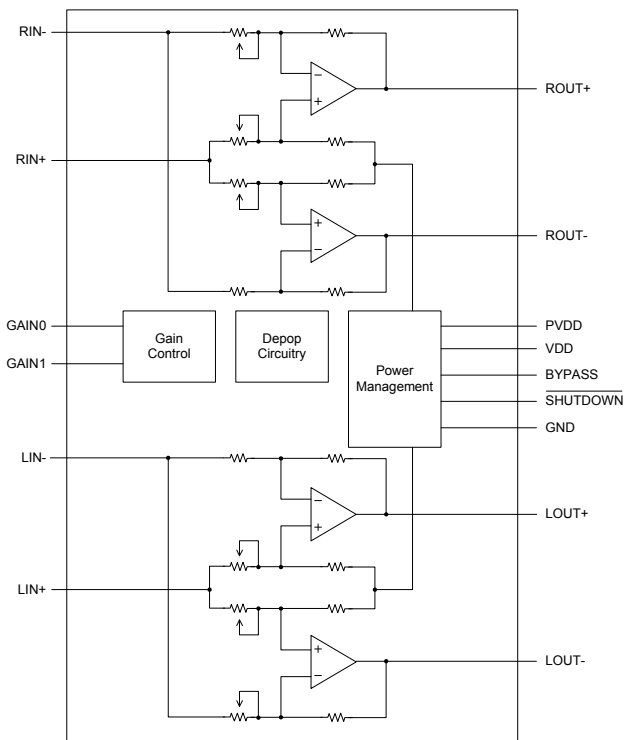 RIN-
ROUT+
RIN+
ROUT-
GAIN0
GAIN1
Gain
Control
Depop
Circuitry
Power
Management
PVDD
VDD
BYPASS
SHUTDOWN
GND
LIN-
LOUT+
LIN+
LOUT-